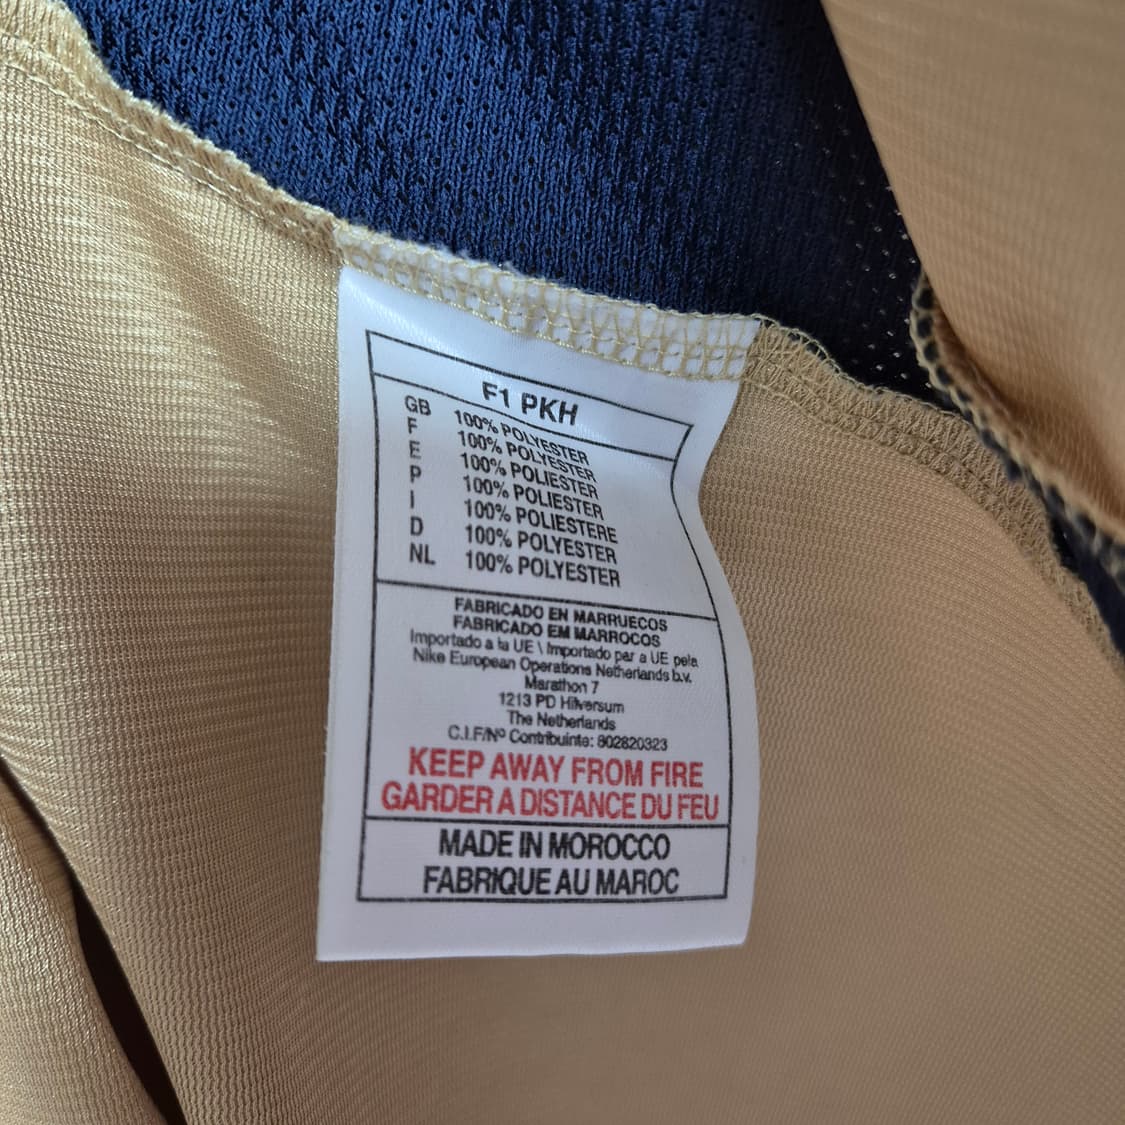 F1 PKH
GB 100% POLYESTER
F 100% POLYESTER
E 100% POLIESTER
P 100% POLIESTER
I 100% POLIESTERE
D 100% POLYESTER
NL 100% POLYESTER
FABRICADO EN MARRUECOS
FABRICADO EM MARROCOS
Importado a la UE \ Importado par a UE pela
Nike European Operations Netherlands b.v.
Marathon 7
1213 PD Hilversum
The Netherlands
C.I.F/Nº Contribuinte: 802820323
KEEP AWAY FROM FIRE
GARDER A DISTANCE DU FEU
MADE IN MOROCCO
FABRIQUE AU MAROC